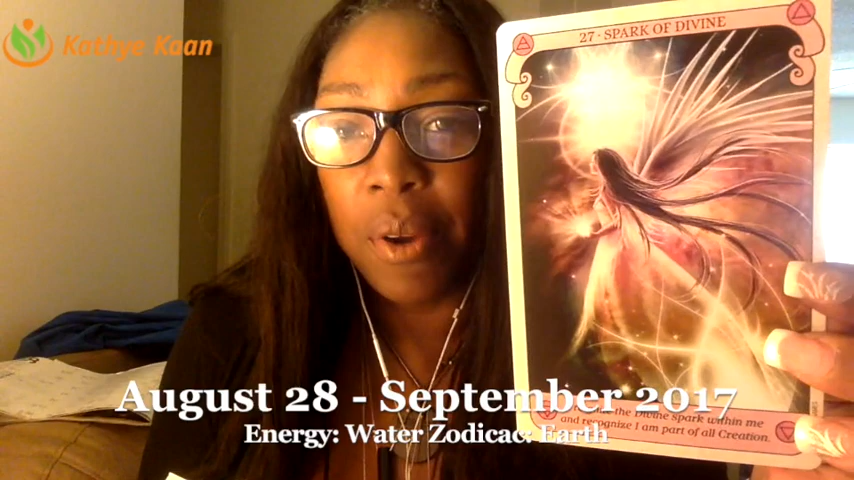 Kathye Kaan
27 · SPARK OF DIVINE
August 28 - September 2017
the Divine Spark within me
and recognize I am part of all Creation.
Energy: Water Zodicac: Earth